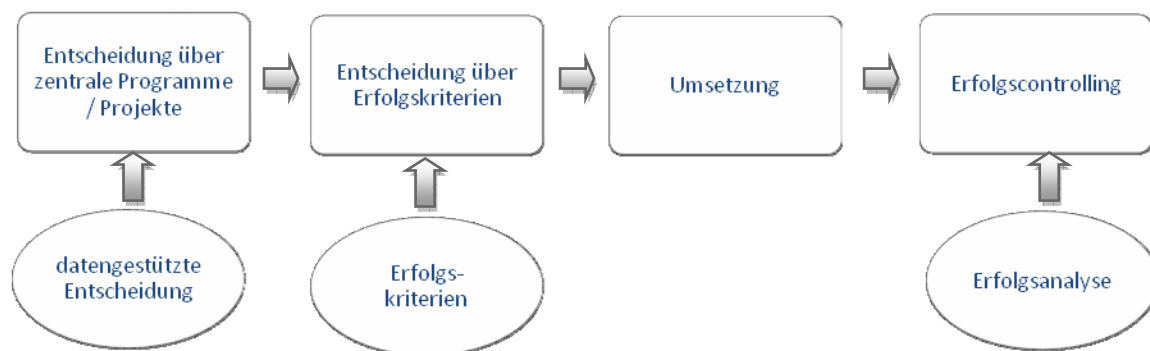 Entscheidung über
zentrale Programme
/ Projekte
Entscheidung über
Erfolgskriterien
Umsetzung
Erfolgscontrolling
datengestützte
Entscheidung
Erfolgs-
kriterien
Erfolgsanalyse